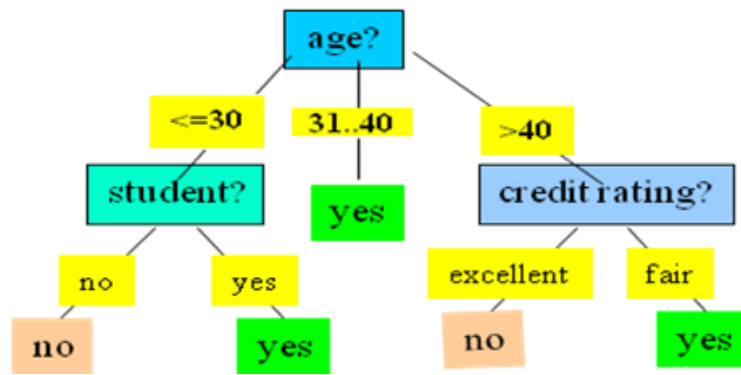 age?
<=30
31..40
>40
student?
yes
credit rating?
no
yes
excellent
fair
no
yes
no
yes